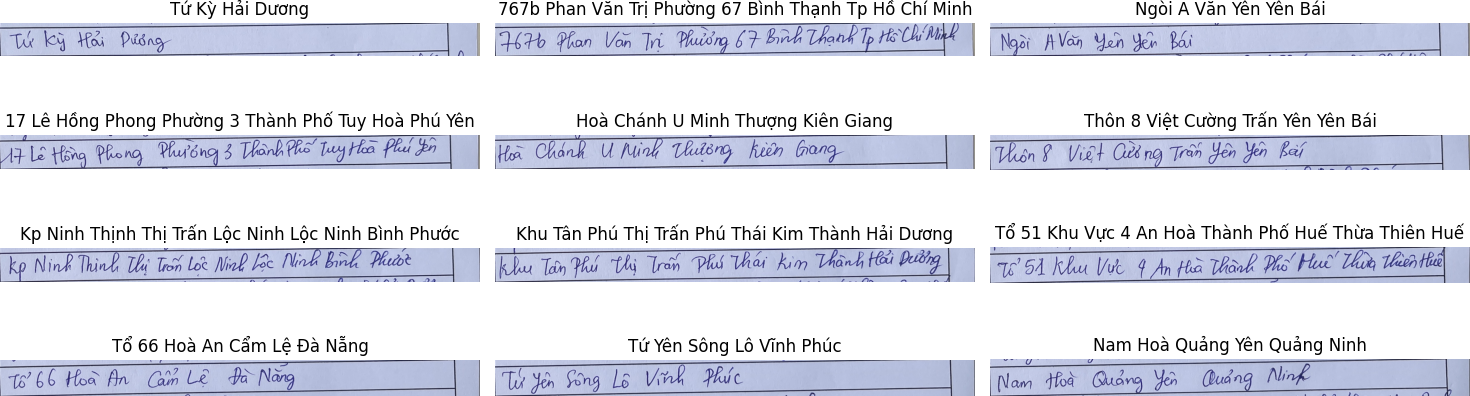 Tứ Kỳ Hải Dương
767b Phan Văn Trị Phường 67 Bình Thạnh Tp Hồ Chí Minh
Ngòi A Văn Yên Yên Bái
Tứ Kỳ Hải Dương
767b Phan Văn Trị Phường 67 Bình Thạnh Tp Hồ Chí Minh
Ngòi A Văn Yên Yên Bái
17 Lê Hồng Phong Phường 3 Thành Phố Tuy Hoà Phú Yên
Hoà Chánh U Minh Thượng Kiên Giang
Thôn 8 Việt Cường Trấn Yên Yên Bái
17 Lê Hồng Phong Phường 3 Thành Phố Tuy Hoà Phú Yên
Hoà Chánh U Minh Thượng Kiên Giang
Thôn 8 Việt Cường Trấn Yên Yên Bái
Kp Ninh Thịnh Thị Trấn Lộc Ninh Lộc Ninh Bình Phước
Khu Tân Phú Thị Trấn Phú Thái Kim Thành Hải Dương
Tổ 51 Khu Vực 4 An Hoà Thành Phố Huế Thừa Thiên Huế
Kp Ninh Thịnh Thị Trấn Lộc Ninh Lộc Ninh Bình Phước
Khu Tân Phú Thị Trấn Phú Thái Kim Thành Hải Dương
Tổ 51 Khu Vực 4 An Hoà Thành Phố Huế Thừa Thiên Huế
Tổ 66 Hoà An Cẩm Lệ Đà Nẵng
Tứ Yên Sông Lô Vĩnh Phúc
Nam Hoà Quảng Yên Quảng Ninh
Tổ 66 Hoà An Cẩm Lệ Đà Nẵng
Tứ Yên Sông Lô Vĩnh Phúc
Nam Hoà Quảng Yên Quảng Ninh